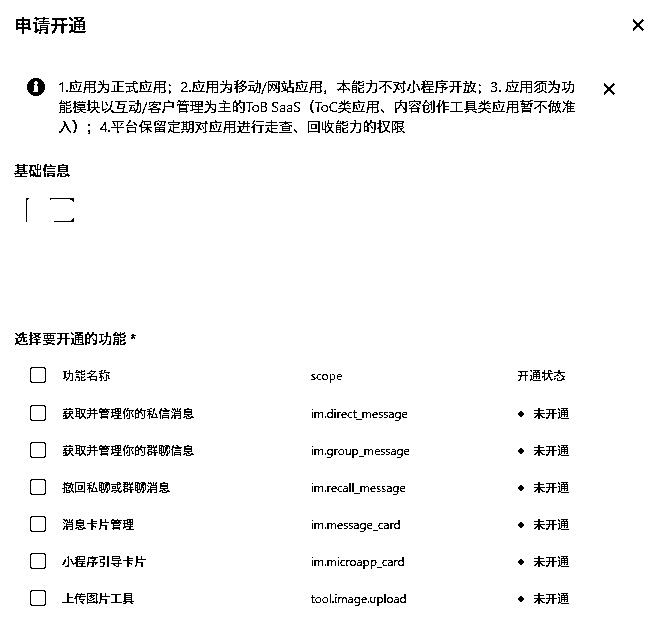 申请开通
1.应用为正式应用；2.应用为移动/网站应用，本能力不对小程序开放；3. 应用须为功
能模块以互动/客户管理为主的ToB SaaS（ToC类应用、内容创作工具类应用暂不做准
入）；4.平台保留定期对应用进行走查、回收能力的权限
基础信息
选择要开通的功能 *
功能名称 scope 开通状态
获取并管理你的私信消息 im.direct_message 未开通
获取并管理你的群聊信息 im.group_message 未开通
撤回私聊或群聊消息 im.recall_message 未开通
消息卡片管理 im.message_card 未开通
小程序引导卡片 im.microapp_card 未开通
上传图片工具 tool.image.upload 未开通